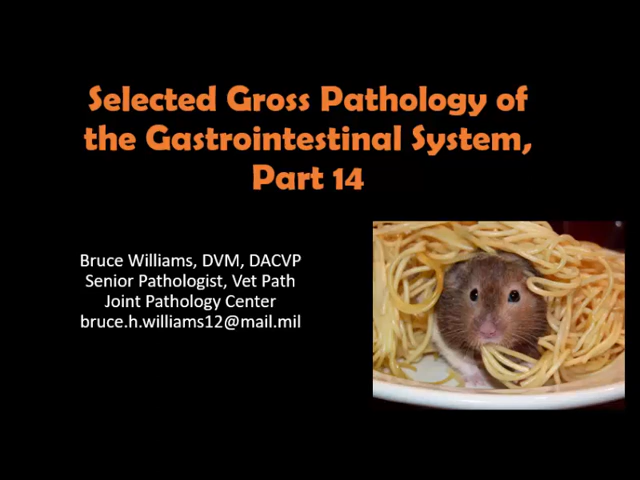 Selected Gross Pathology of
the Gastrointestinal System,
Part 14
Bruce Williams, DVM, DACVP
Senior Pathologist, Vet Path
Joint Pathology Center
bruce.h.williams12@mail.mil